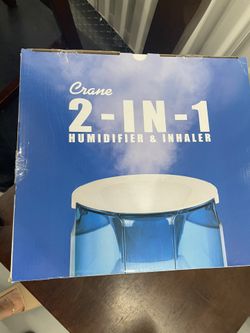 Crane
2-IN-1
HUMIDIFIER & INHALER